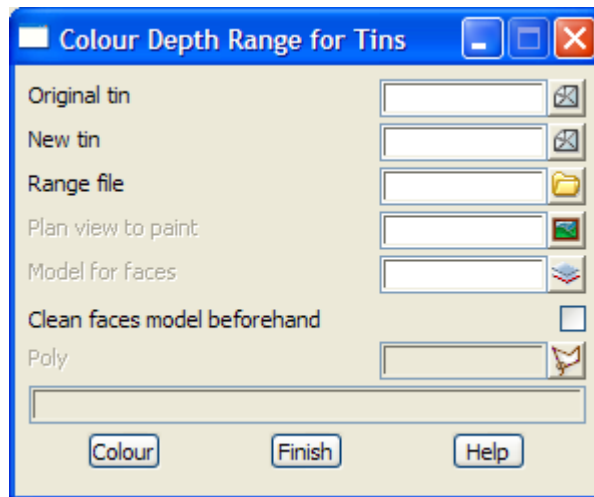 Colour Depth Range for Tins
Original tin
New tin
Range file
Plan view to paint
Model for faces
Clean faces model beforehand
Poly
Colour Finish Help